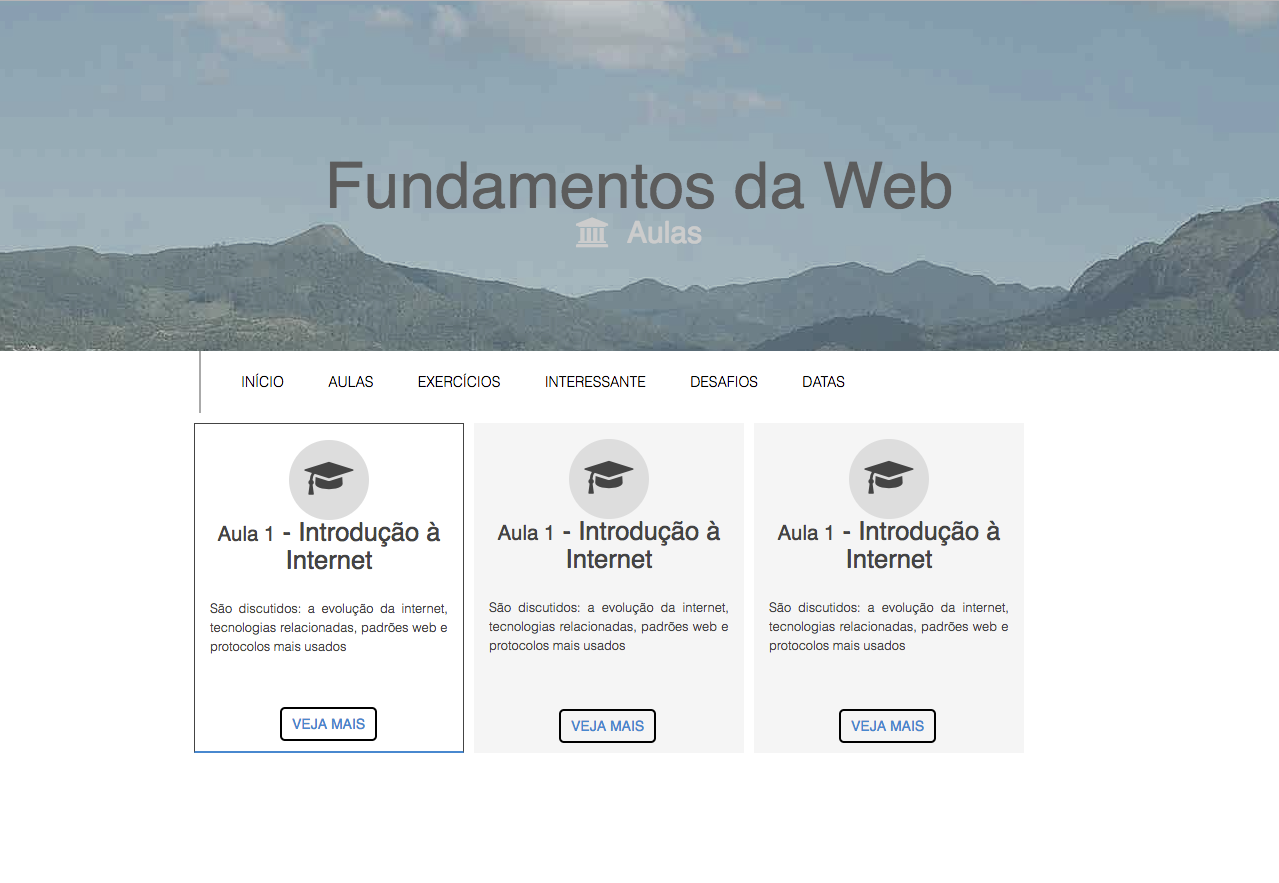 Fundamentos da Web
Aulas
INÍCIO AULAS EXERCÍCIOS INTERESSANTE DESAFIOS DATAS
Aula 1 - Introdução à
Internet
São discutidos: a evolução da internet,
tecnologias relacionadas, padrões web e
protocolos mais usados
VEJA MAIS
Aula 1 - Introdução à
Internet
São discutidos: a evolução da internet,
tecnologias relacionadas, padrões web e
protocolos mais usados
VEJA MAIS
Aula 1 - Introdução à
Internet
São discutidos: a evolução da internet,
tecnologias relacionadas, padrões web e
protocolos mais usados
VEJA MAIS